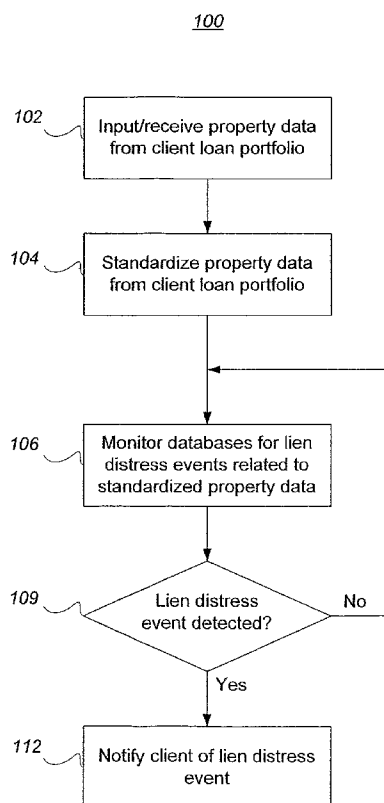 100
102
Input/receive property data
from client loan portfolio
104
Standardize property data
from client loan portfolio
106
Monitor databases for lien
distress events related to
standardized property data
109
Lien distress
event detected?
No
Yes
112
Notify client of lien distress
event